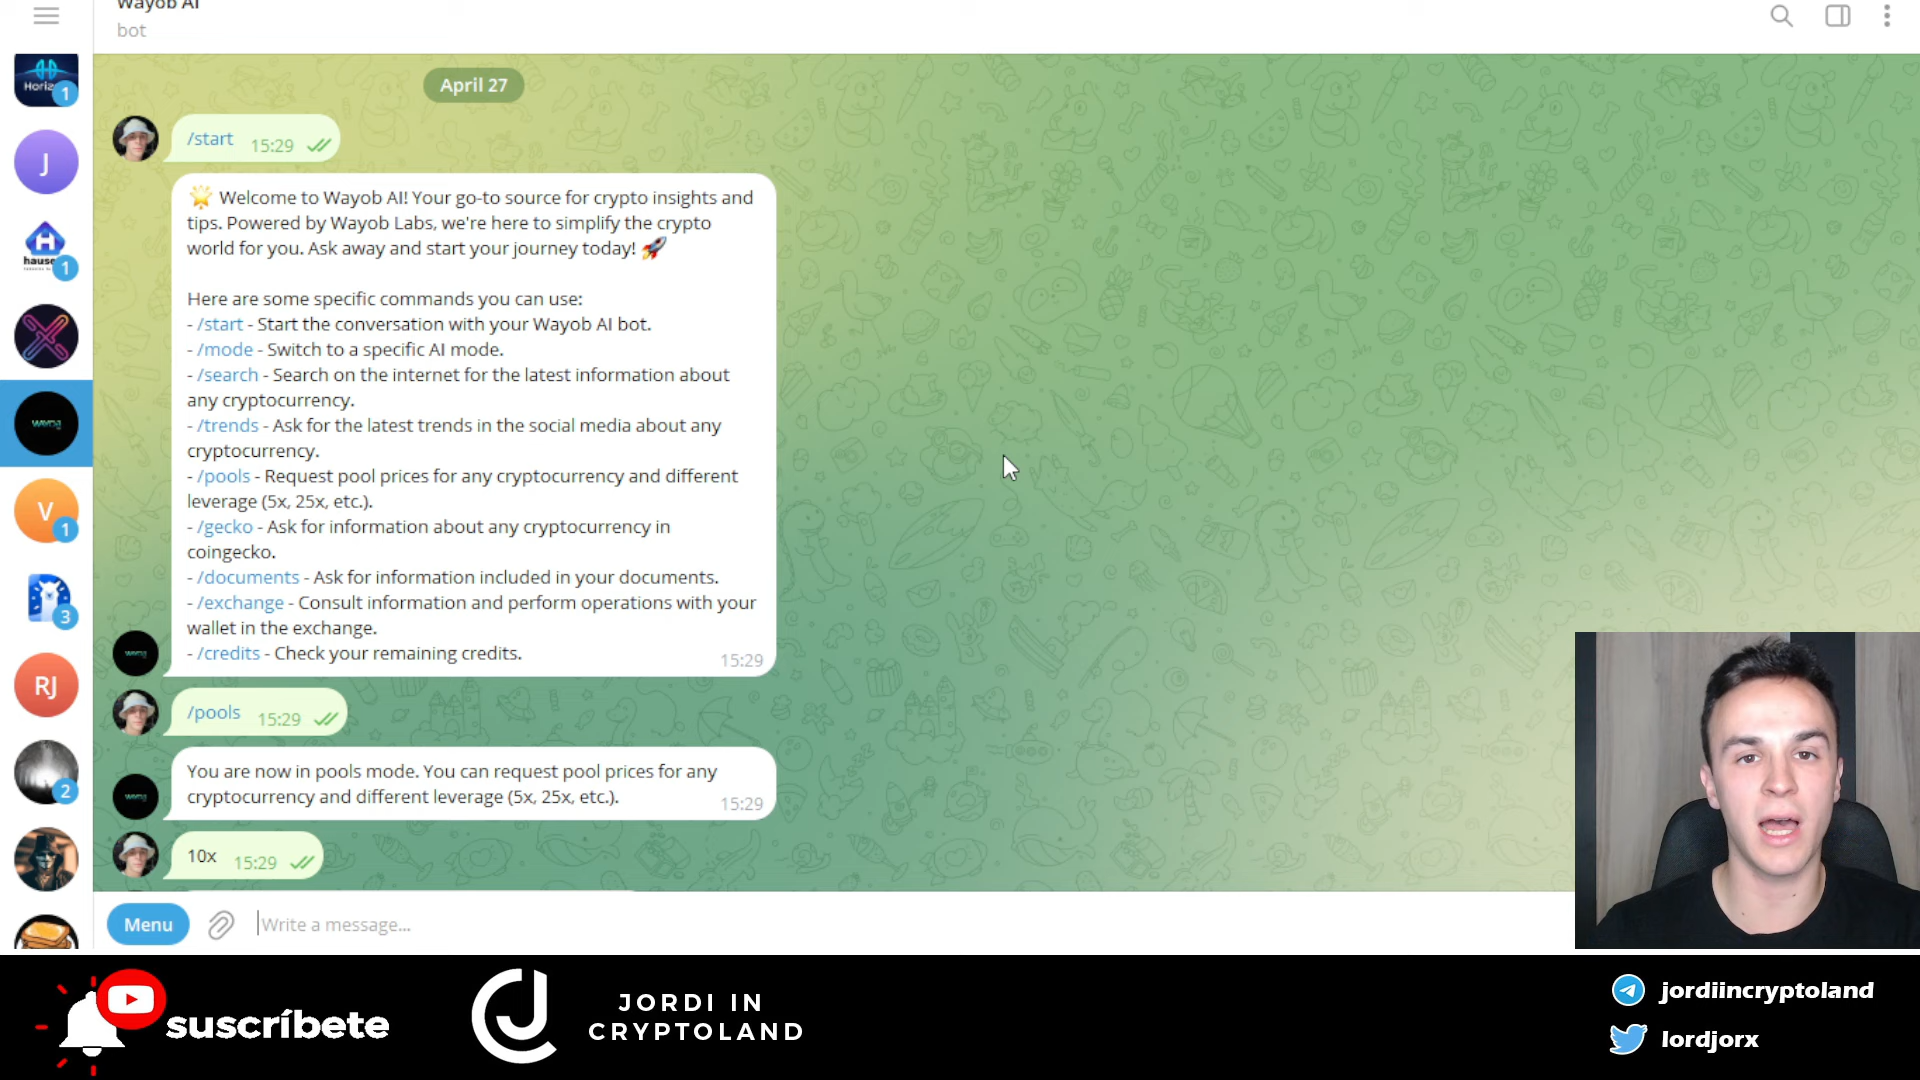 Wayob AI
bot
April 27
Horiz
1
/start 15:29
J
Welcome to Wayob AI! Your go-to source for crypto insights and
tips. Powered by Wayob Labs, we're here to simplify the crypto
world for you. Ask away and start your journey today!
H
hause
1
Here are some specific commands you can use:
- /start - Start the conversation with your Wayob AI bot.
- /mode - Switch to a specific AI mode.
- /search - Search on the internet for the latest information about
any cryptocurrency.
- /trends - Ask for the latest trends in the social media about any
cryptocurrency.
- /pools - Request pool prices for any cryptocurrency and different
leverage (5x, 25x, etc.).
- /gecko - Ask for information about any cryptocurrency in
coingecko.
- /documents - Ask for information included in your documents.
- /exchange - Consult information and perform operations with your
wallet in the exchange.
- /credits - Check your remaining credits.
15:29
V
1
3
RJ
/pools 15:29
You are now in pools mode. You can request pool prices for any
cryptocurrency and different leverage (5x, 25x, etc.).
15:29
2
10x 15:29
Menu
Write a message...
suscríbete
JORDI IN
CRYPTOLAND
jordiincryptoland
lordjorx